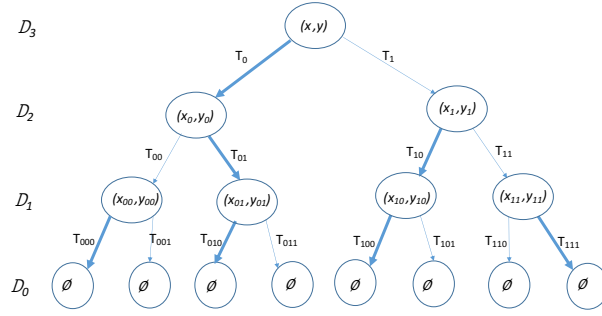 D₃ (x,y)
T₀ T₁
D₂ (x₀,y₀) (x₁,y₁)
T₀₀ T₀₁ T₁₀ T₁₁
D₁ (x₀₀,y₀₀) (x₀₁,y₀₁) (x₁₀,y₁₀) (x₁₁,y₁₁)
T₀₀₀ T₀₀₁ T₀₁₀ T₀₁₁ T₁₀₀ T₁₀₁ T₁₁₀ T₁₁₁
D₀ Ø Ø Ø Ø Ø Ø Ø Ø